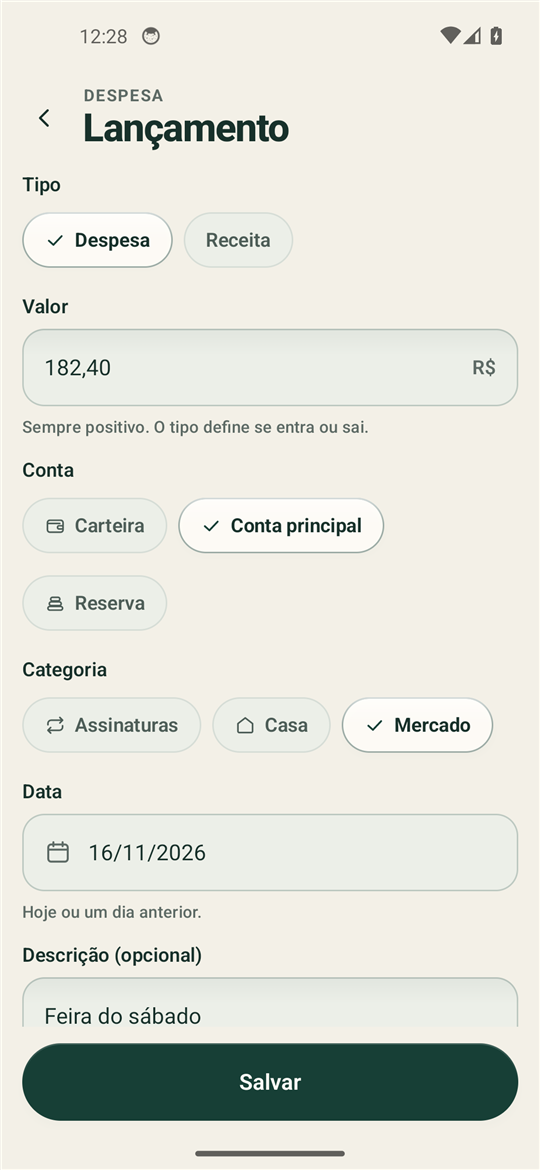 12:28
DESPESA
Lançamento
Tipo
Despesa
Receita
Valor
182,40
R$
Sempre positivo. O tipo define se entra ou sai.
Conta
Carteira
Conta principal
Reserva
Categoria
Assinaturas
Casa
Mercado
Data
16/11/2026
Hoje ou um dia anterior.
Descrição (opcional)
Feira do sábado
Salvar